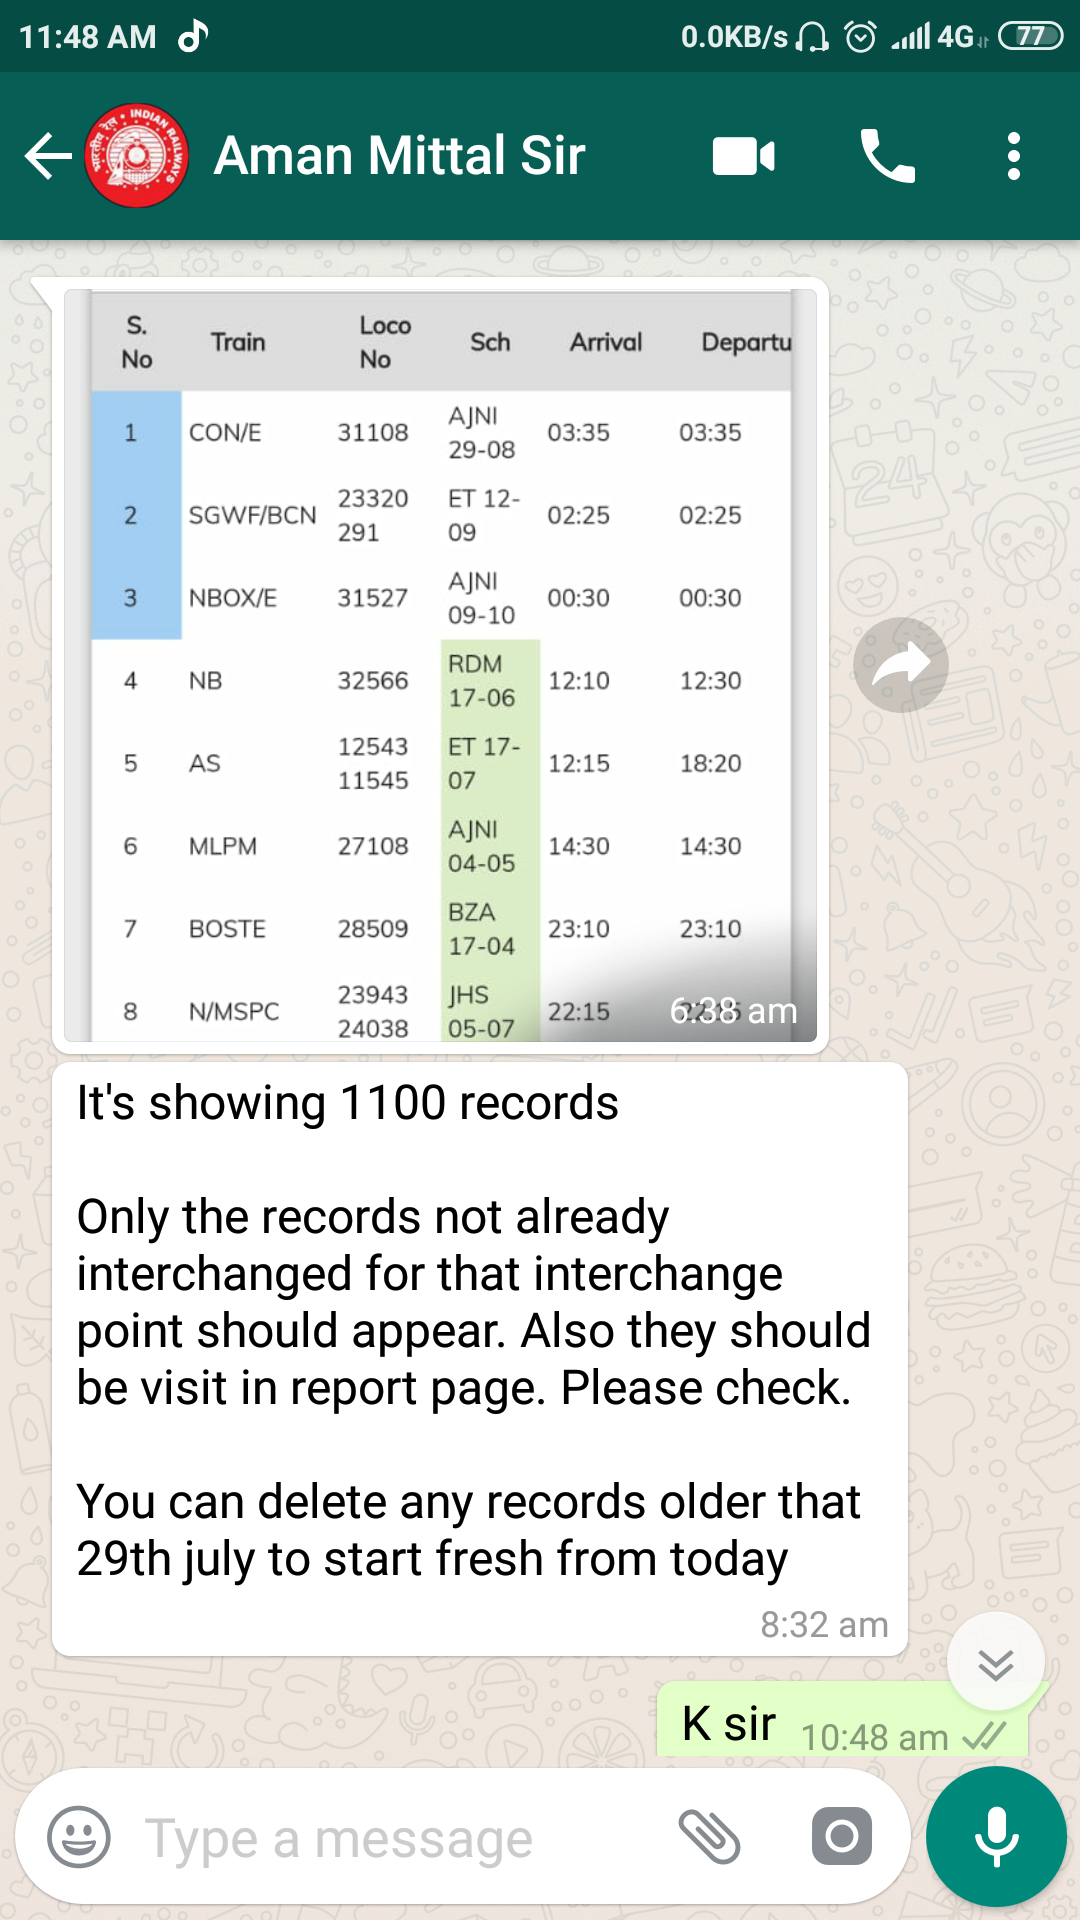 11:48 AM 0.0KB/s 4G 77
INDIAN RAILWAYS
भारतीय रेल
Aman Mittal Sir
S. No Train Loco No Sch Arrival Departu
1 CON/E 31108 AJNI 29-08 03:35 03:35
2 SGWF/BCN 23320 291 ET 12-09 02:25 02:25
3 NBOX/E 31527 AJNI 09-10 00:30 00:30
4 NB 32566 RDM 17-06 12:10 12:30
5 AS 12543 11545 ET 17-07 12:15 18:20
6 MLPM 27108 AJNI 04-05 14:30 14:30
7 BOSTE 28509 BZA 17-04 23:10 23:10
8 N/MSPC 23943 24038 JHS 05-07 22:15 22:15
6:38 am
It's showing 1100 records
Only the records not already
interchanged for that interchange
point should appear. Also they should
be visit in report page. Please check.
You can delete any records older that
29th july to start fresh from today
8:32 am
K sir 10:48 am
Type a message
24